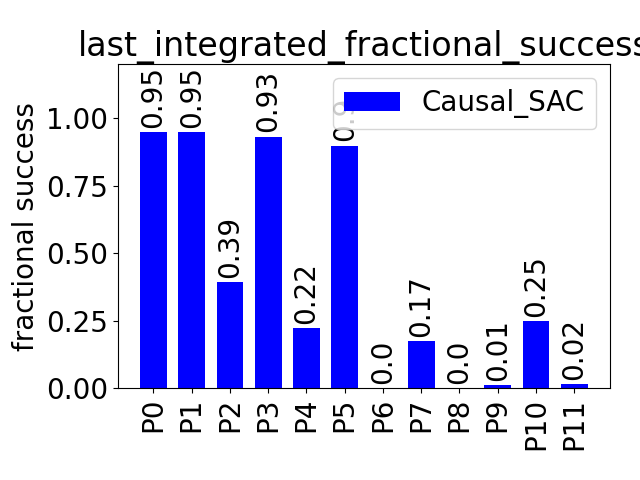 last_integrated_fractional_success
Causal_SAC
fractional success
1.00
0.75
0.50
0.25
0.00
0.95
0.95
0.39
0.93
0.22
0.9
0.0
0.17
0.0
0.01
0.25
0.02
P0
P1
P2
P3
P4
P5
P6
P7
P8
P9
P10
P11